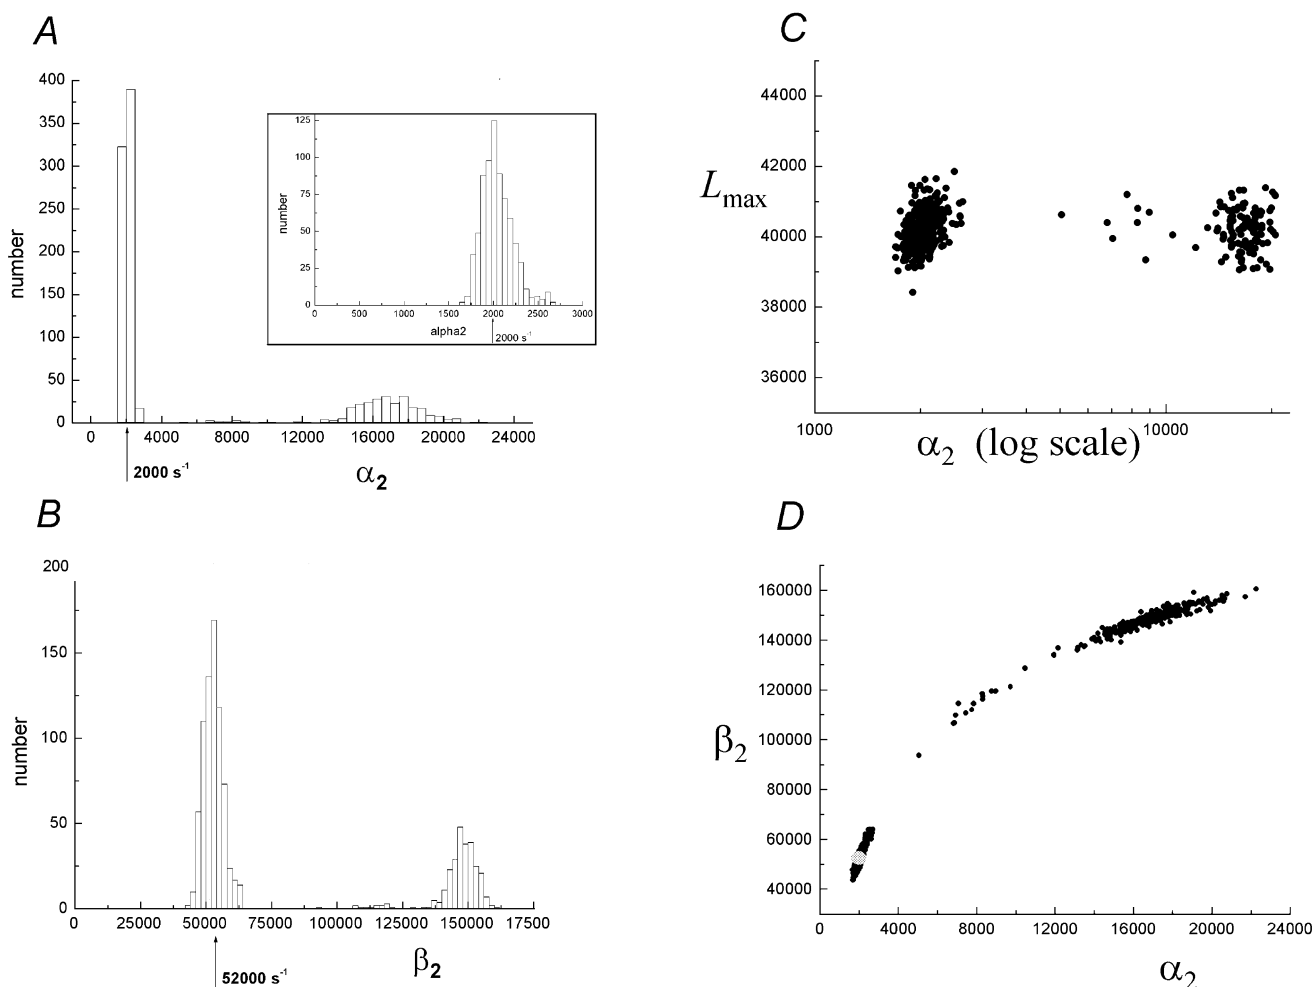 A
400
350
300
250
200
150
100
50
0
number
0 4000 8000 12000 16000 20000 24000
2000 s-1
α2
125
100
75
50
25
0
number
0 500 1000 1500 2000 2500 3000
alpha2
2000 s-1
B
200
150
100
50
0
number
0 25000 50000 75000 100000 125000 150000 17500
52000 s-1
β2
C
44000
42000
40000
38000
36000
Lmax
1000 10000
α2 (log scale)
D
160000
140000
120000
100000
80000
60000
40000
β2
0 4000 8000 12000 16000 20000 24000
α2